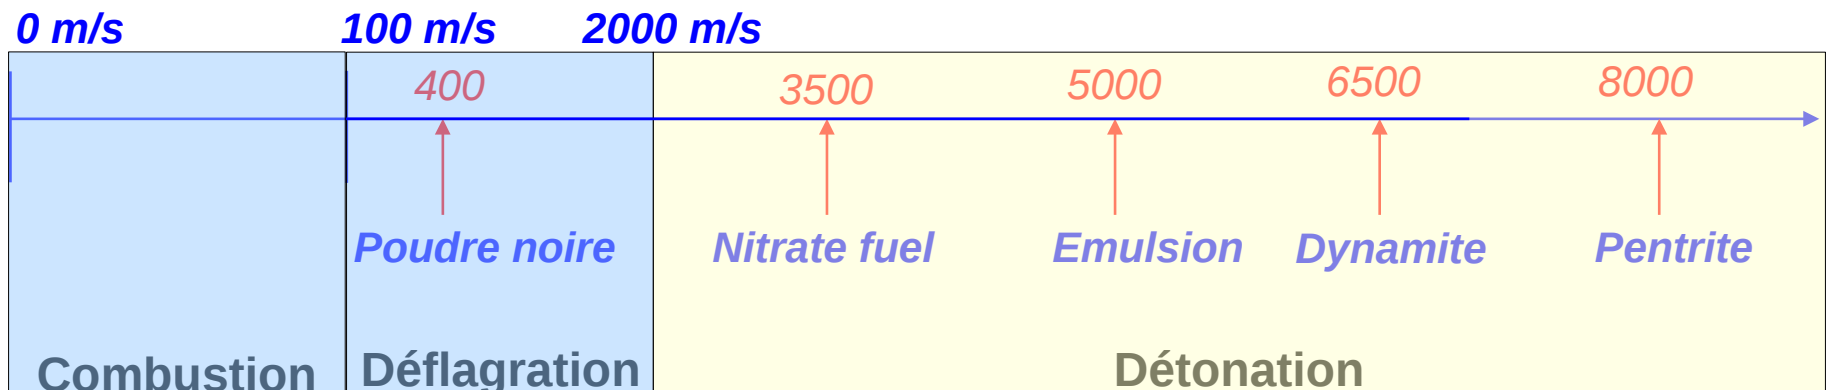 0 m/s 100 m/s 2000 m/s
400 3500 5000 6500 8000
Poudre noire Nitrate fuel Emulsion Dynamite Pentrite
Combustion Déflagration Détonation